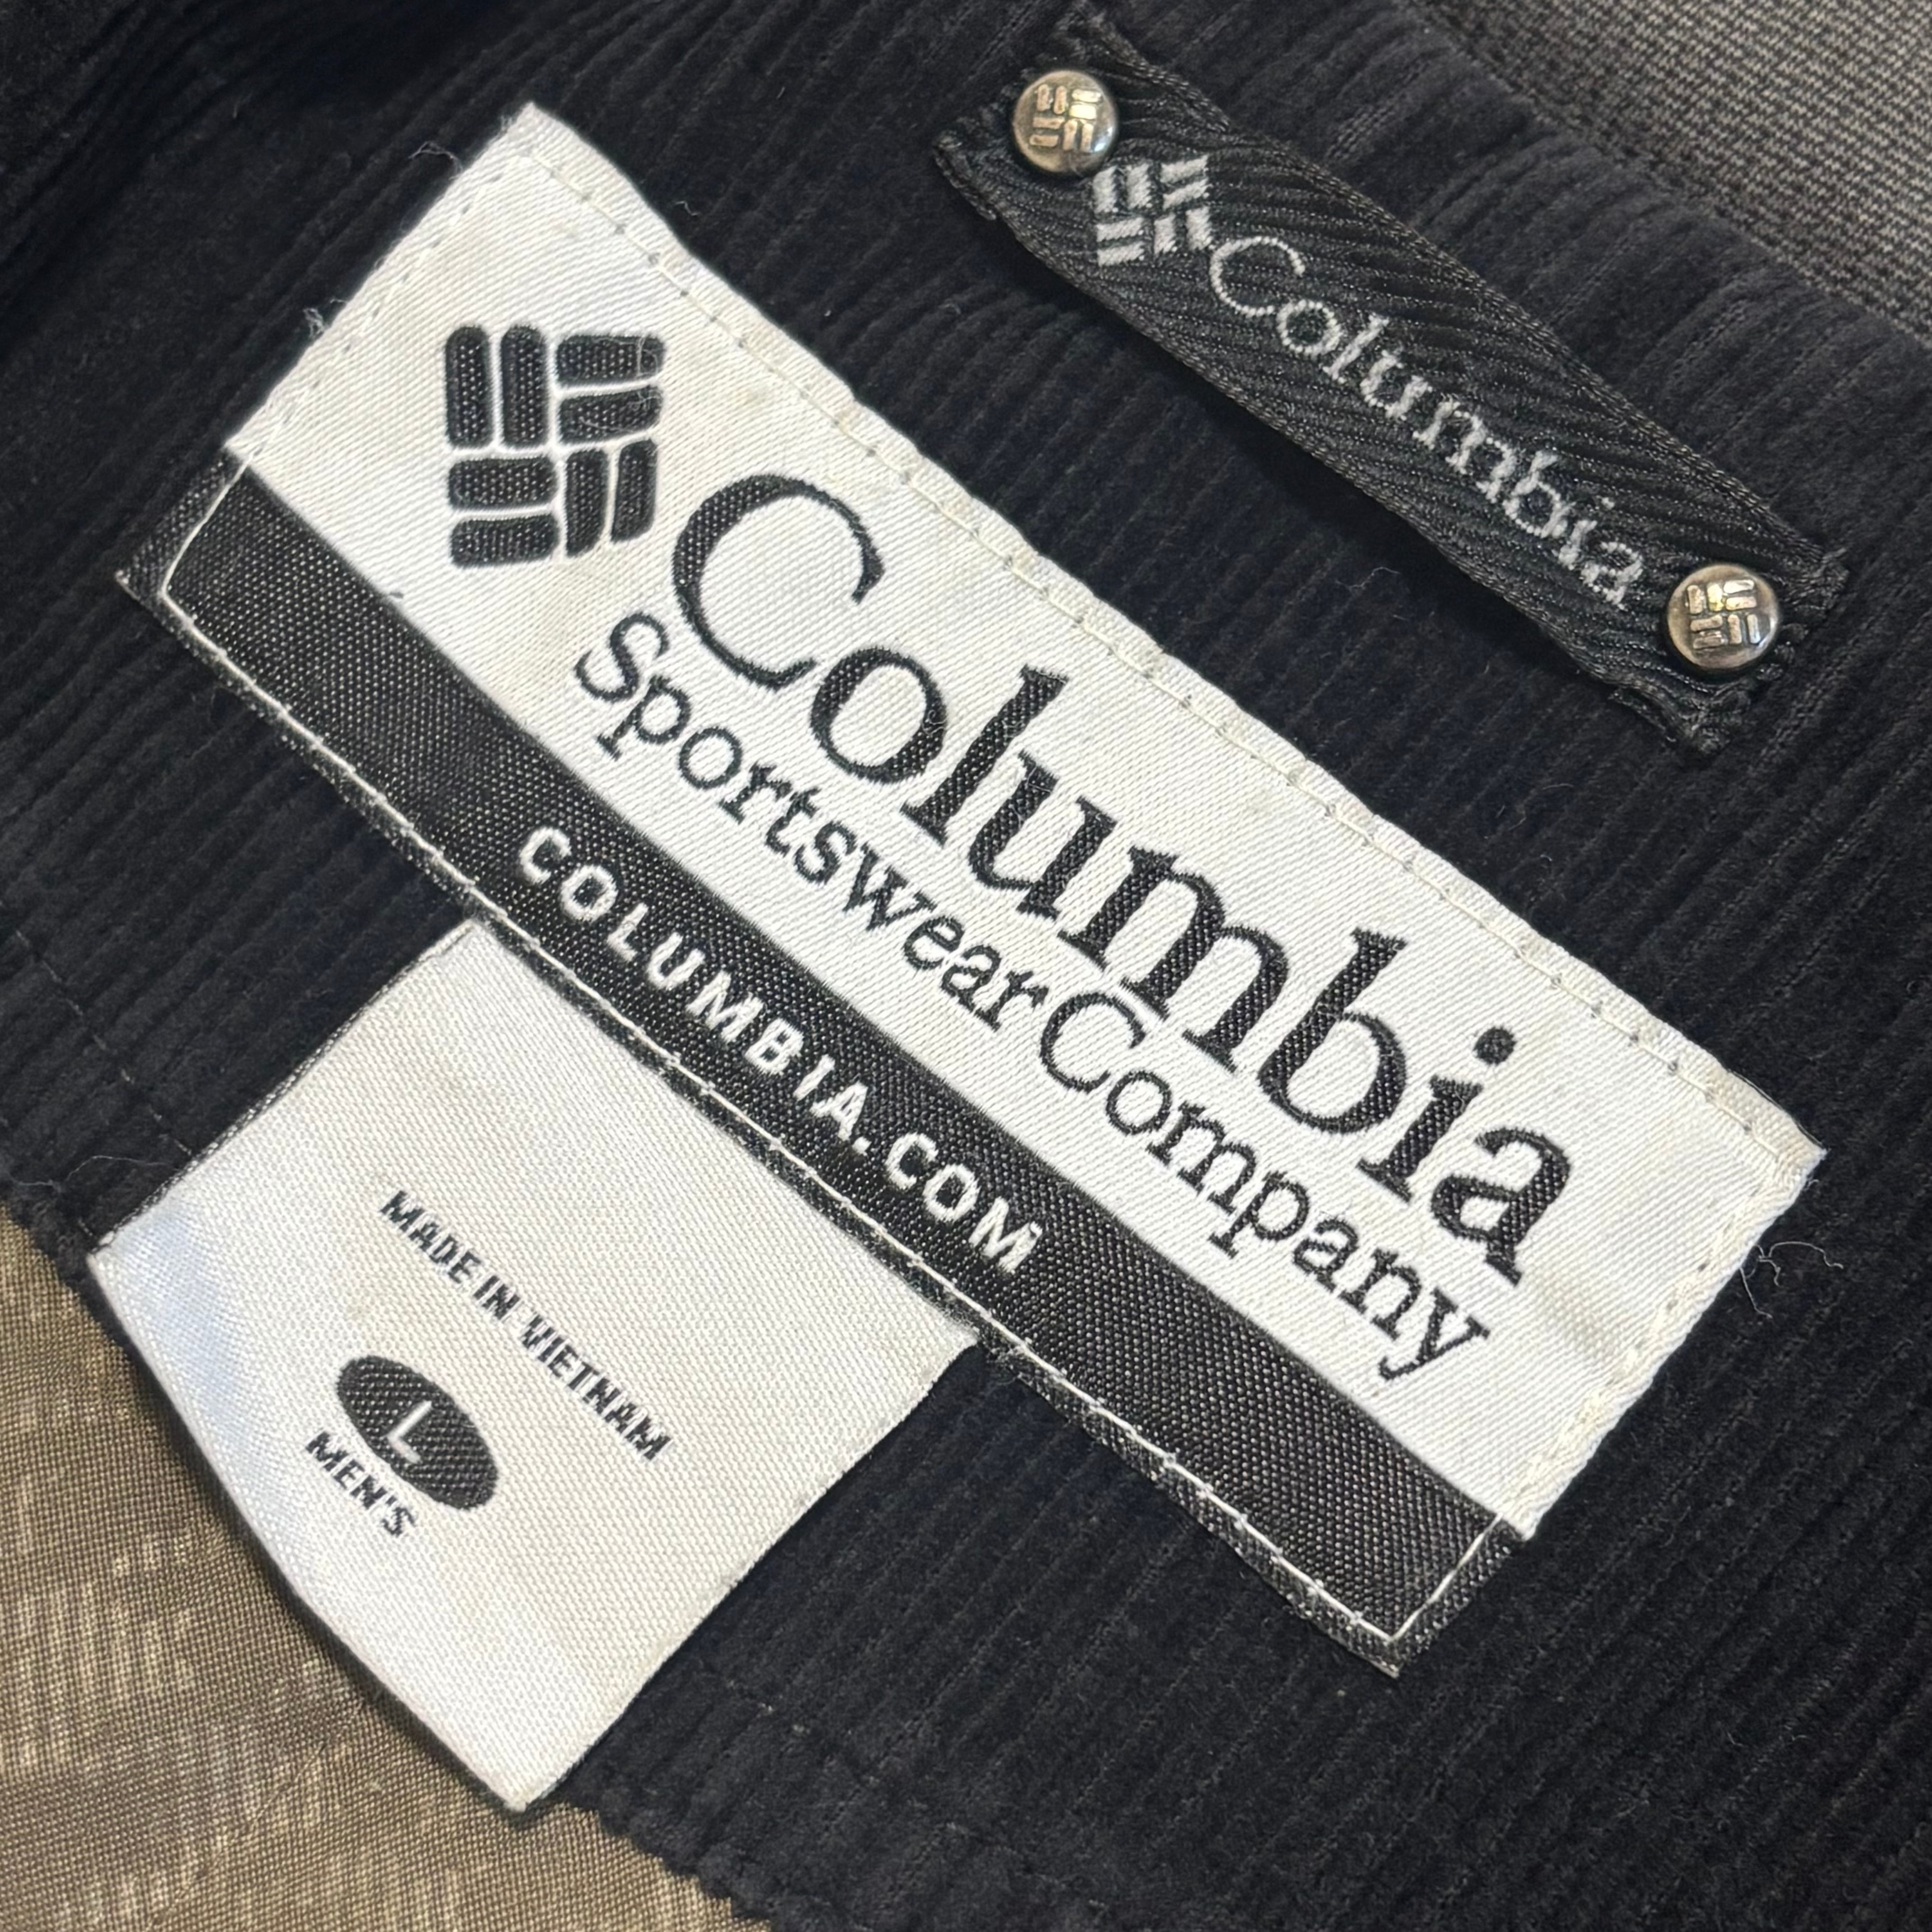 Columbia
Columbia
Sportswear Company
COLUMBIA.COM
MADE IN VIETNAM
L
MEN'S